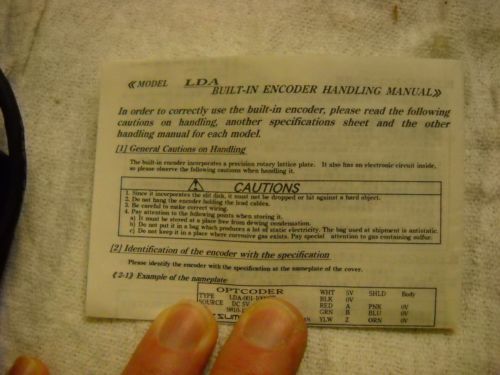 ≪MODEL LDA
BUILT-IN ENCODER HANDLING MANUAL≫
In order to correctly use the built-in encoder, please read the following
cautions on handling, another specifications sheet and the other
handling manual for each model.
[1] General Cautions on Handling
The built-in encoder incorporates a precision rotary lattice plate. It also has an electronic circuit inside,
so please observe the following cautions when handling it.
CAUTIONS
1. Since it incorporates the slit disk, it must not be dropped or hit against a hard object.
2. Do not hang the encoder holding the lead cables.
3. Be careful to make correct wiring.
4. Pay attention to the following points when storing it.
a) It must be stored at a place free from dewing condensation.
b) Do not put it in a bag which produces a lot of static electricity. The bag used at shipment is antistatic.
c) Do not keep it in a place where corrosive gas exists. Pay special attention to gas containing sulfur.
[2] Identification of the encoder with the specification
Please identify the encoder with the specification at the nameplate of the cover.
≪2-1≫ Example of the nameplate
OPTCODER
TYPE LDA-001-
SOURCE DC 5V
WHT 5V SHLD Body
BLK 0V
RED A PNK 0V
GRN B BLU 0V
YLW Z ORN 0V